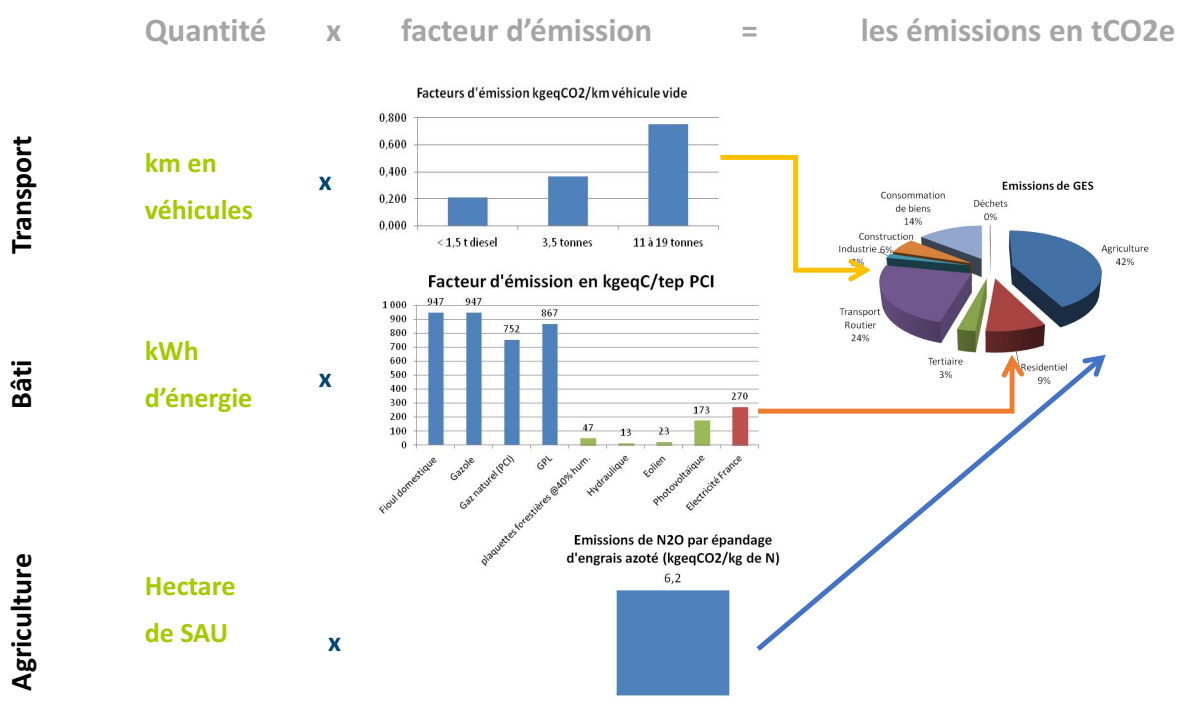 Quantité x facteur d'émission = les émissions en tCO2e
Transport
km en
véhicules
x
Facteurs d'émission kgeqCO2/km véhicule vide
0,800
0,600
0,400
0,200
0,000
< 1,5 t diesel
3,5 tonnes
11 à 19 tonnes
Emissions de GES
Déchets
0%
Consommation
de biens
14%
Construction
6%
Industrie
Agriculture
42%
Transport
Routier
24%
Tertiaire
3%
Residentiel
9%
Bâti
kWh
d'énergie
x
Facteur d'émission en kgeqC/tep PCI
1 000
900
800
700
600
500
400
300
200
100
0
947
947
752
867
47
13
23
173
270
Fioul domestique
Gazole
Gaz naturel (PCI)
GPL
plaquettes forestières @40% hum.
Hydraulique
Eolien
Photovoltaïque
Electricité France
Agriculture
Hectare
de SAU
x
Emissions de N2O par épandage
d'engrais azoté (kgeqCO2/kg de N)
6,2